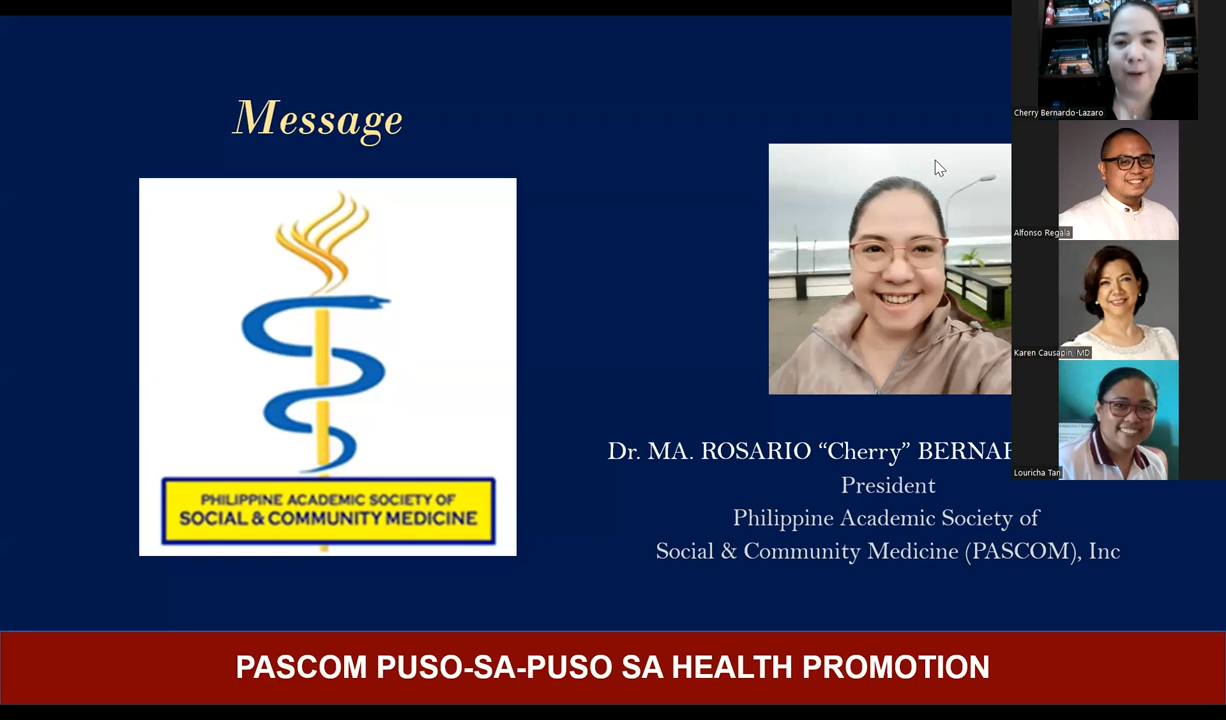 Message
PHILIPPINE ACADEMIC SOCIETY OF
SOCIAL & COMMUNITY MEDICINE
Dr. MA. ROSARIO “Cherry”
President
Philippine Academic Society of
Social & Community Medicine (PASCOM), Inc
Cherry Bernardo-Lazaro
Alfonso Regala
Karen Causapin, MD
Louricha Tan
PASCOM PUSO-SA-PUSO SA HEALTH PROMOTION